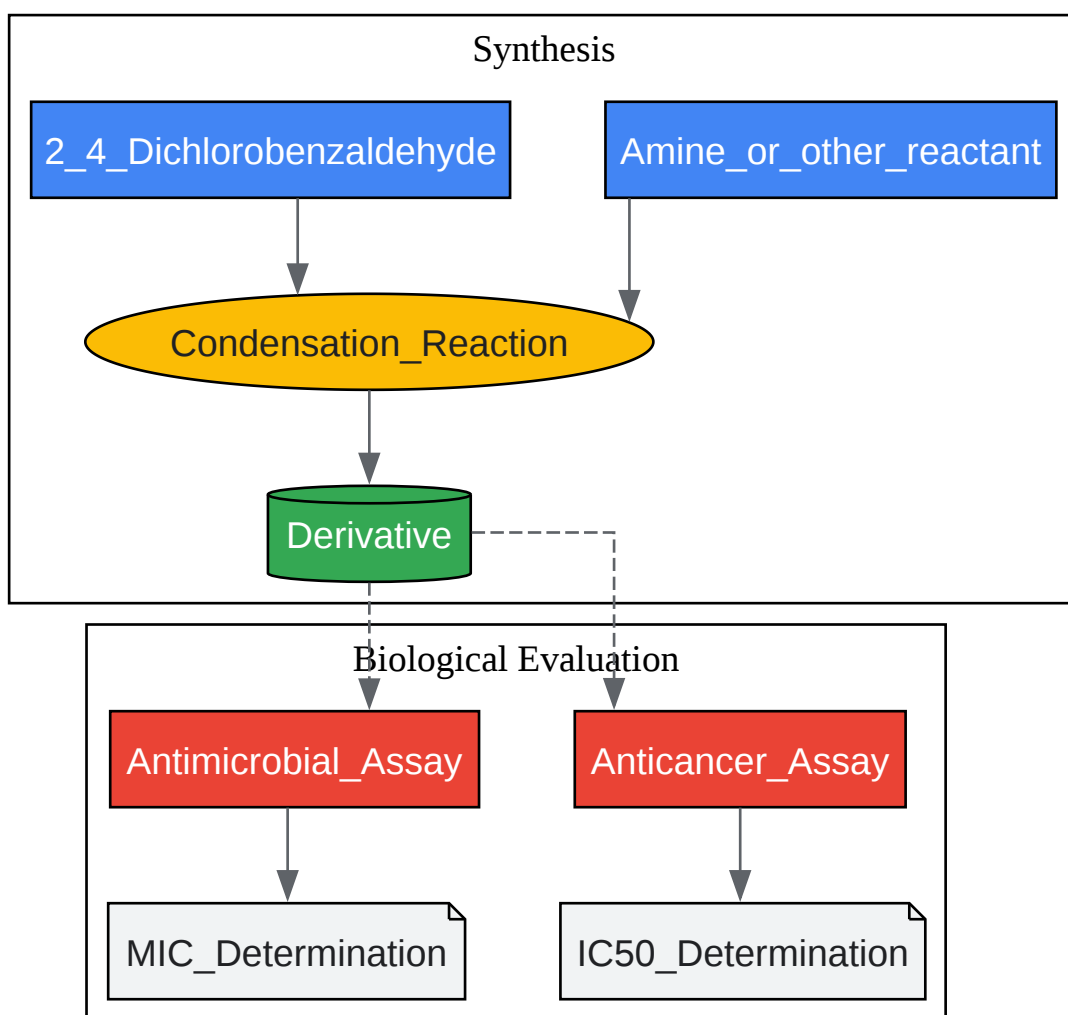 Synthesis
2_4_Dichlorobenzaldehyde
Amine_or_other_reactant
Condensation_Reaction
Derivative
Biological Evaluation
Antimicrobial_Assay
Anticancer_Assay
MIC_Determination
IC50_Determination